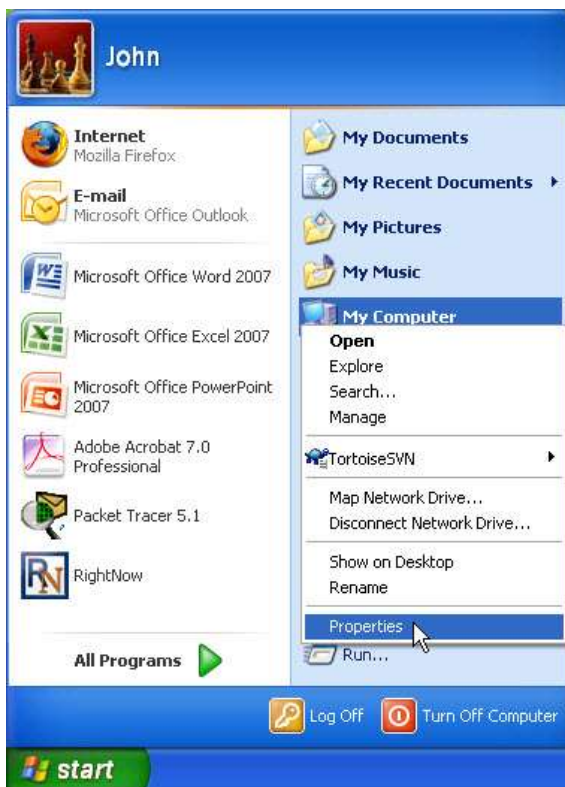 John
Internet
Mozilla Firefox
E-mail
Microsoft Office Outlook
Microsoft Office Word 2007
Microsoft Office Excel 2007
Microsoft Office PowerPoint
2007
Adobe Acrobat 7.0
Professional
Packet Tracer 5.1
RN RightNow
All Programs
My Documents
My Recent Documents
My Pictures
My Music
My Computer
Open
Explore
Search...
Manage
TortoiseSVN
Map Network Drive...
Disconnect Network Drive...
Show on Desktop
Rename
Properties
Run...
Log Off
Turn Off Computer
start